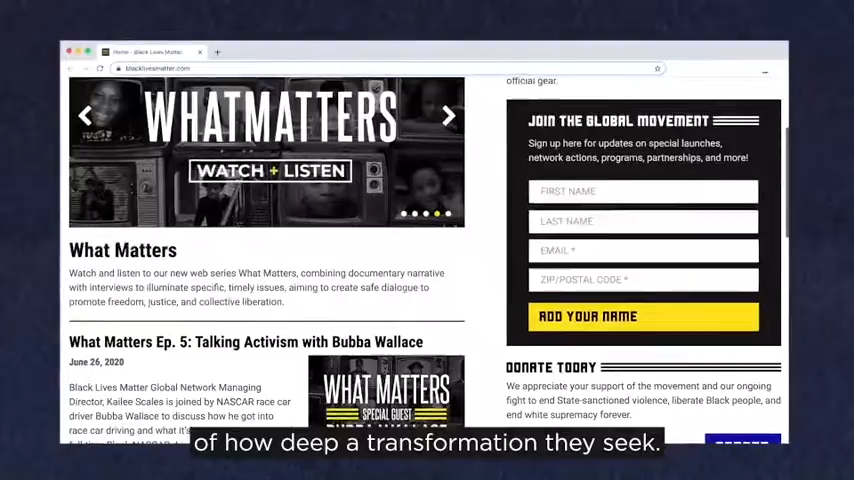 Home - Black Lives Matter
blacklivesmatter.com
WHATMATTERS
WATCH + LISTEN
What Matters
Watch and listen to our new web series What Matters, combining documentary narrative
with interviews to illuminate specific, timely issues, aiming to create safe dialogue to
promote freedom, justice, and collective liberation.
What Matters Ep. 5: Talking Activism with Bubba Wallace
June 26, 2020
Black Lives Matter Global Network Managing
Director, Kailee Scales is joined by NASCAR race car
driver Bubba Wallace to discuss how he got into
race car driving and what it's
WHAT MATTERS
SPECIAL GUEST
official gear.
JOIN THE GLOBAL MOVEMENT
Sign up here for updates on special launches,
network actions, programs, partnerships, and more!
FIRST NAME
LAST NAME
EMAIL *
ZIP/POSTAL CODE *
ADD YOUR NAME
DONATE TODAY
We appreciate your support of the movement and our ongoing
fight to end State-sanctioned violence, liberate Black people, and
end white supremacy forever.
of how deep a transformation they seek.